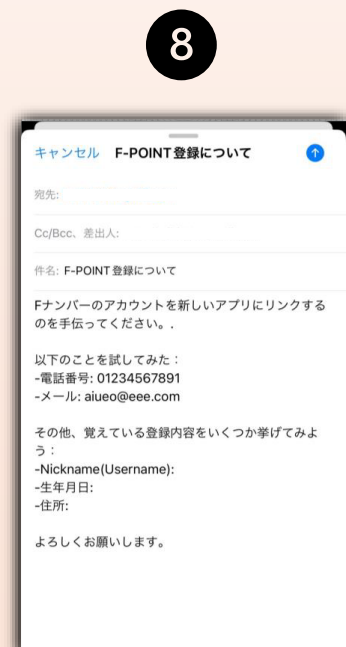 8
キャンセル F-POINT登録について
宛先:
Cc/Bcc、差出人:
件名: F-POINT登録について
Fナンバーのアカウントを新しいアプリにリンクする
のを手伝ってください。.
以下のことを試してみた：
-電話番号: 01234567891
-メール: aiueo@eee.com
その他、覚えている登録内容をいくつか挙げてみよ
う：
-Nickname(Username):
-生年月日:
-住所:
よろしくお願いします。